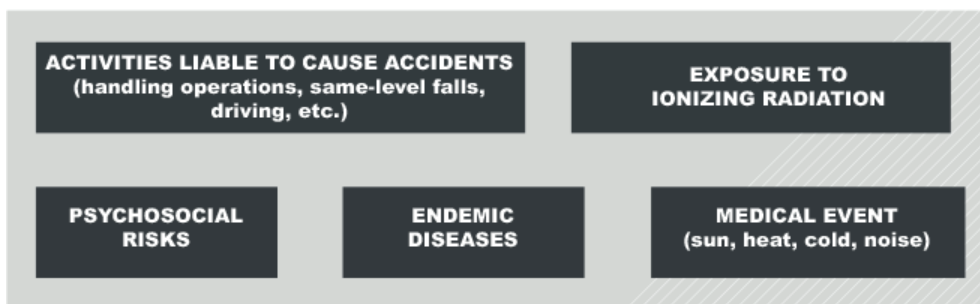 ACTIVITIES LIABLE TO CAUSE ACCIDENTS
(handling operations, same-level falls,
driving, etc.)
EXPOSURE TO
IONIZING RADIATION
PSYCHOSOCIAL
RISKS
ENDEMIC
DISEASES
MEDICAL EVENT
(sun, heat, cold, noise)